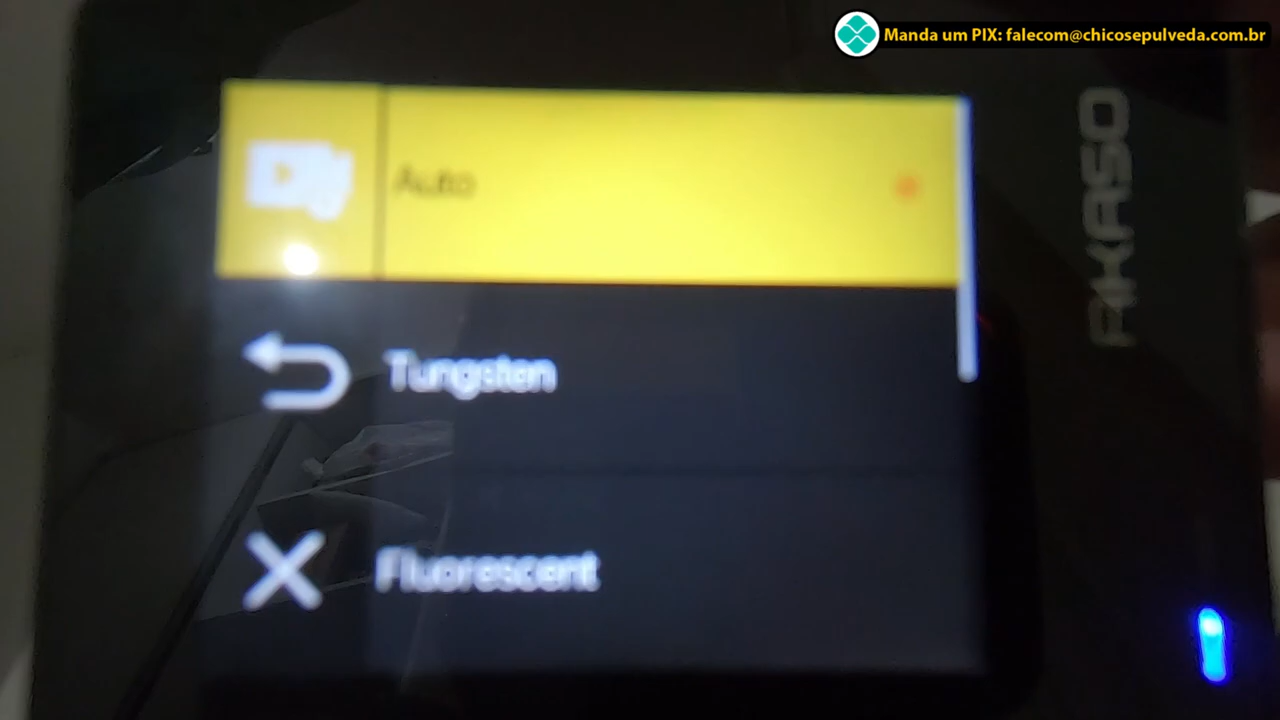 Manda um PIX: falecom@chicosepulveda.com.br
Auto
Tungsten
Fluorescent
AKASO